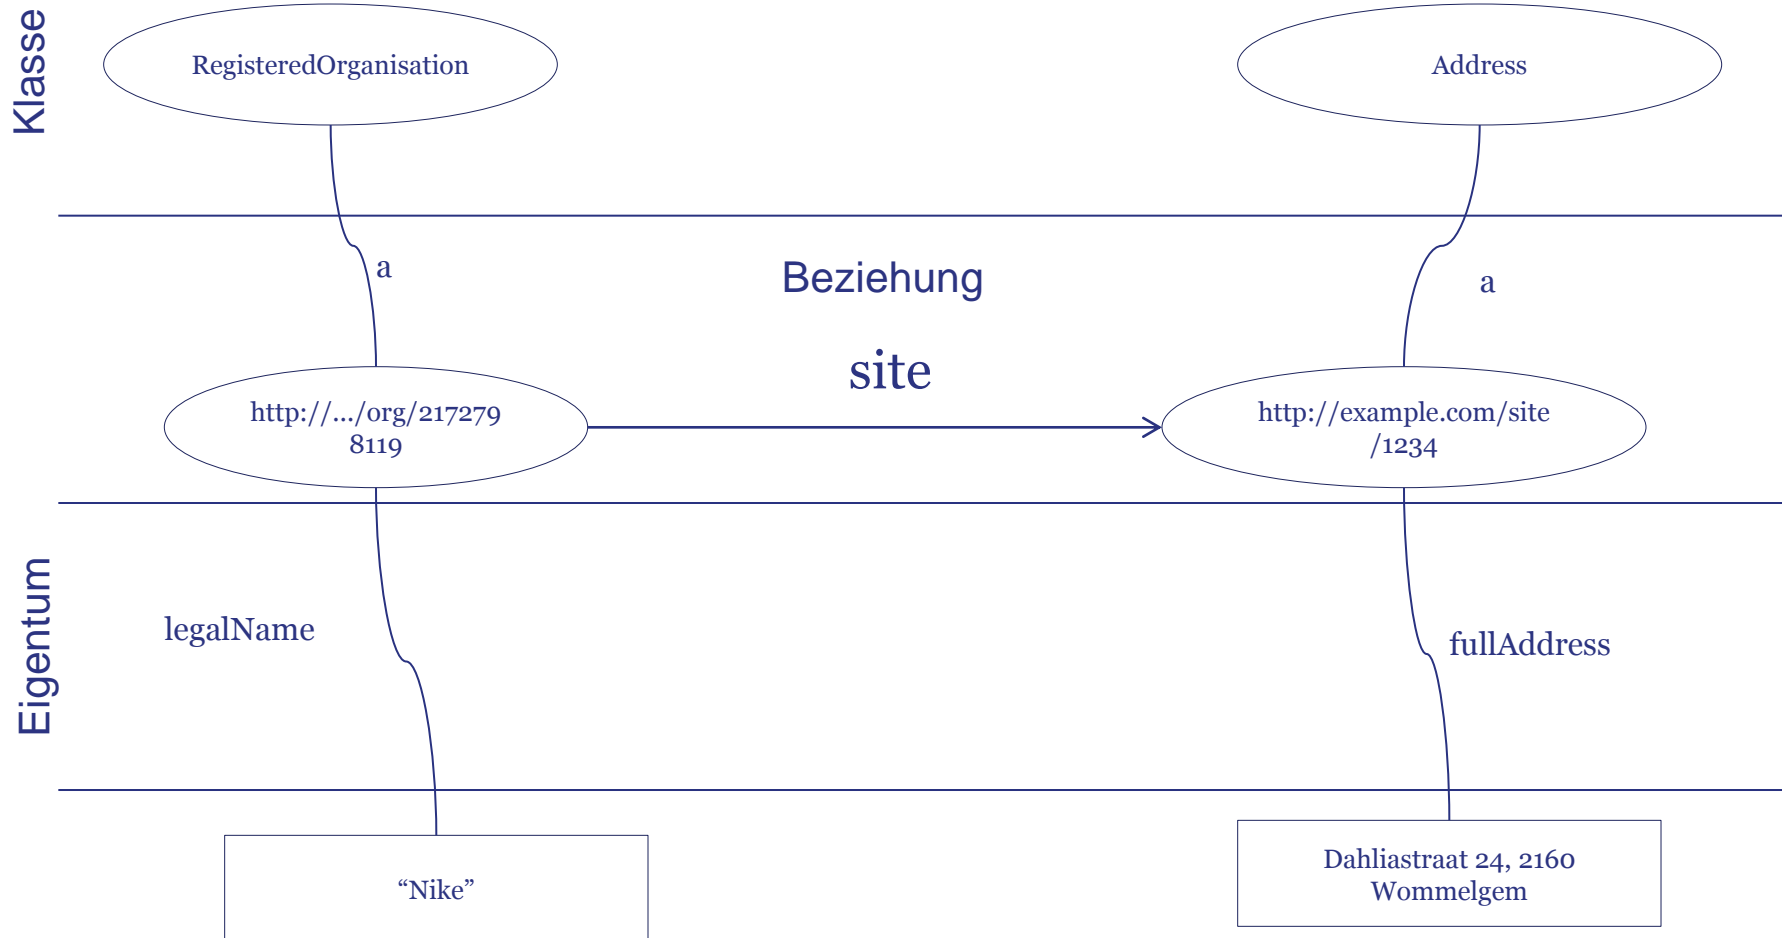 Klasse
RegisteredOrganisation
Address
a
Beziehung
a
site
http://.../org/217279
8119
http://example.com/site
/1234
Eigentum
legalName
fullAddress
“Nike”
Dahliastraat 24, 2160
Wommelgem